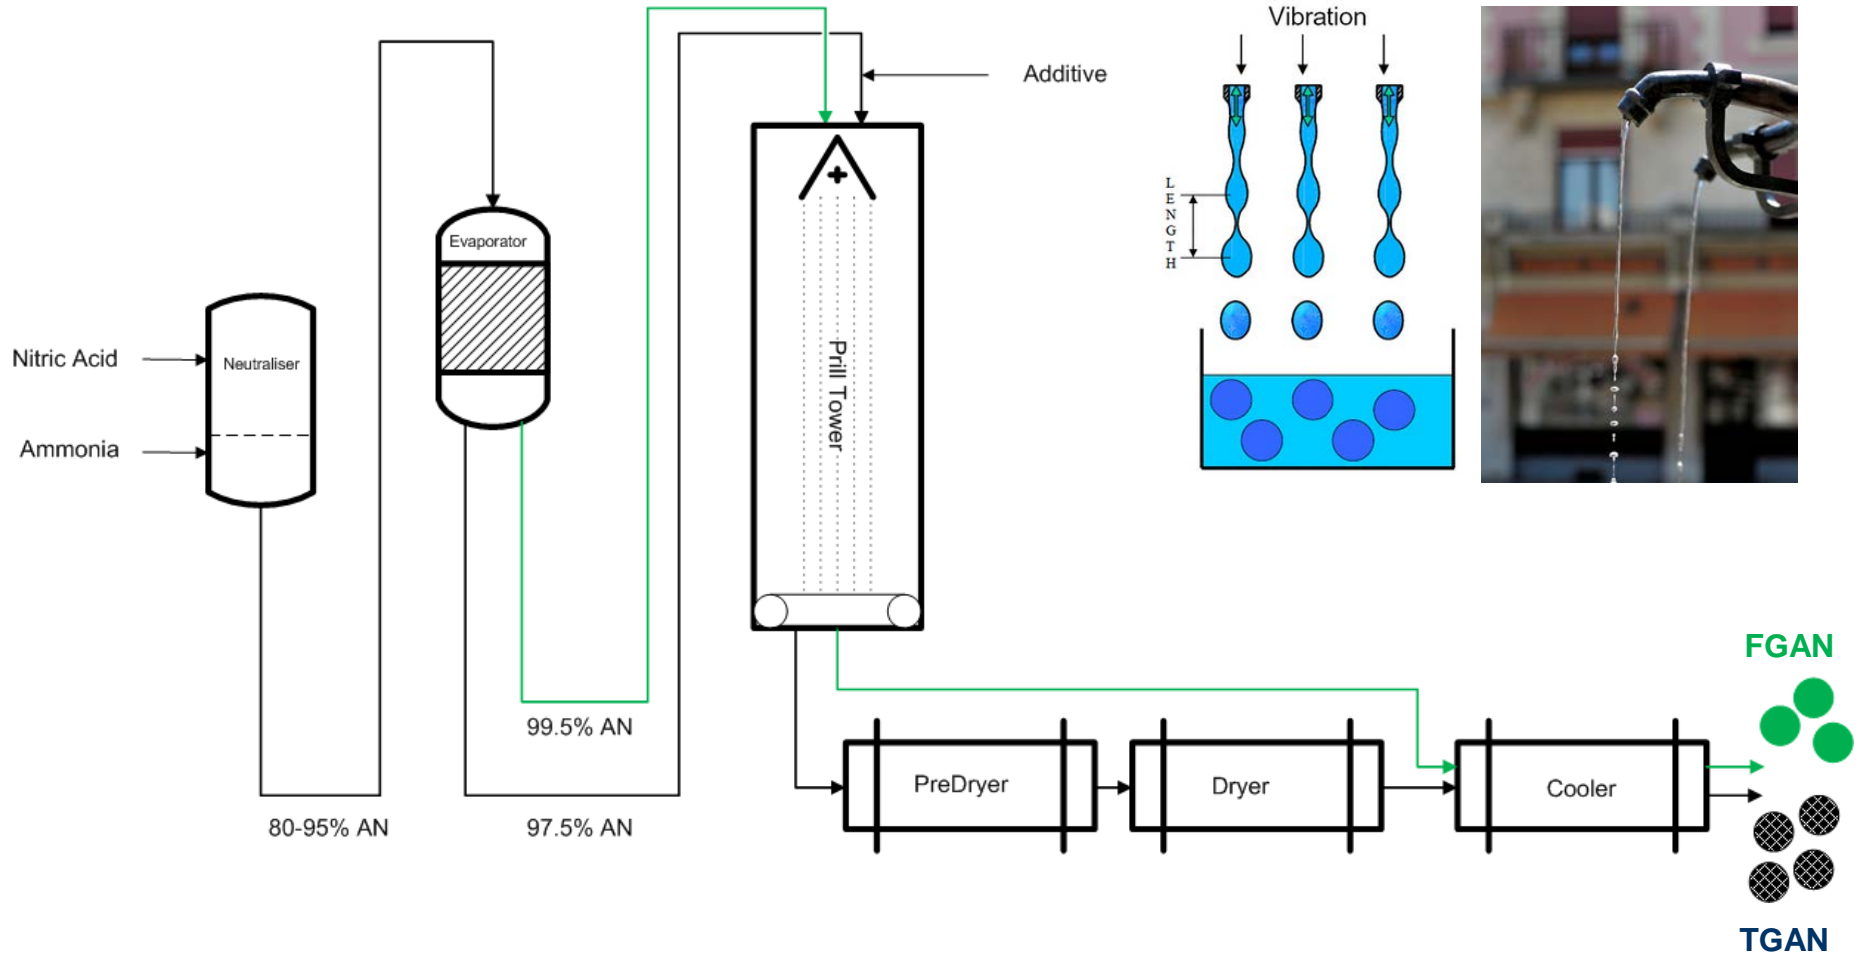 Vibration
Additive
LENGTH
Evaporator
Nitric Acid
Neutraliser
Ammonia
Prill Tower
FGAN
99.5% AN
PreDryer
Dryer
Cooler
80-95% AN
97.5% AN
TGAN